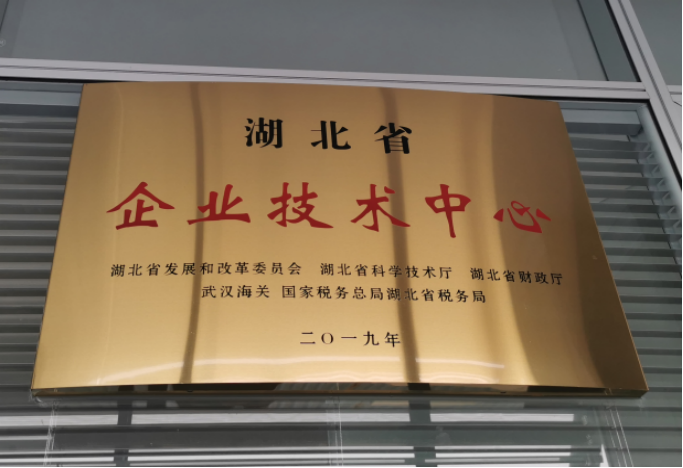 湖北省
企业技术中心
湖北省发展和改革委员会 湖北省科学技术厅 湖北省财政厅
武汉海关 国家税务总局湖北省税务局
二〇一九年